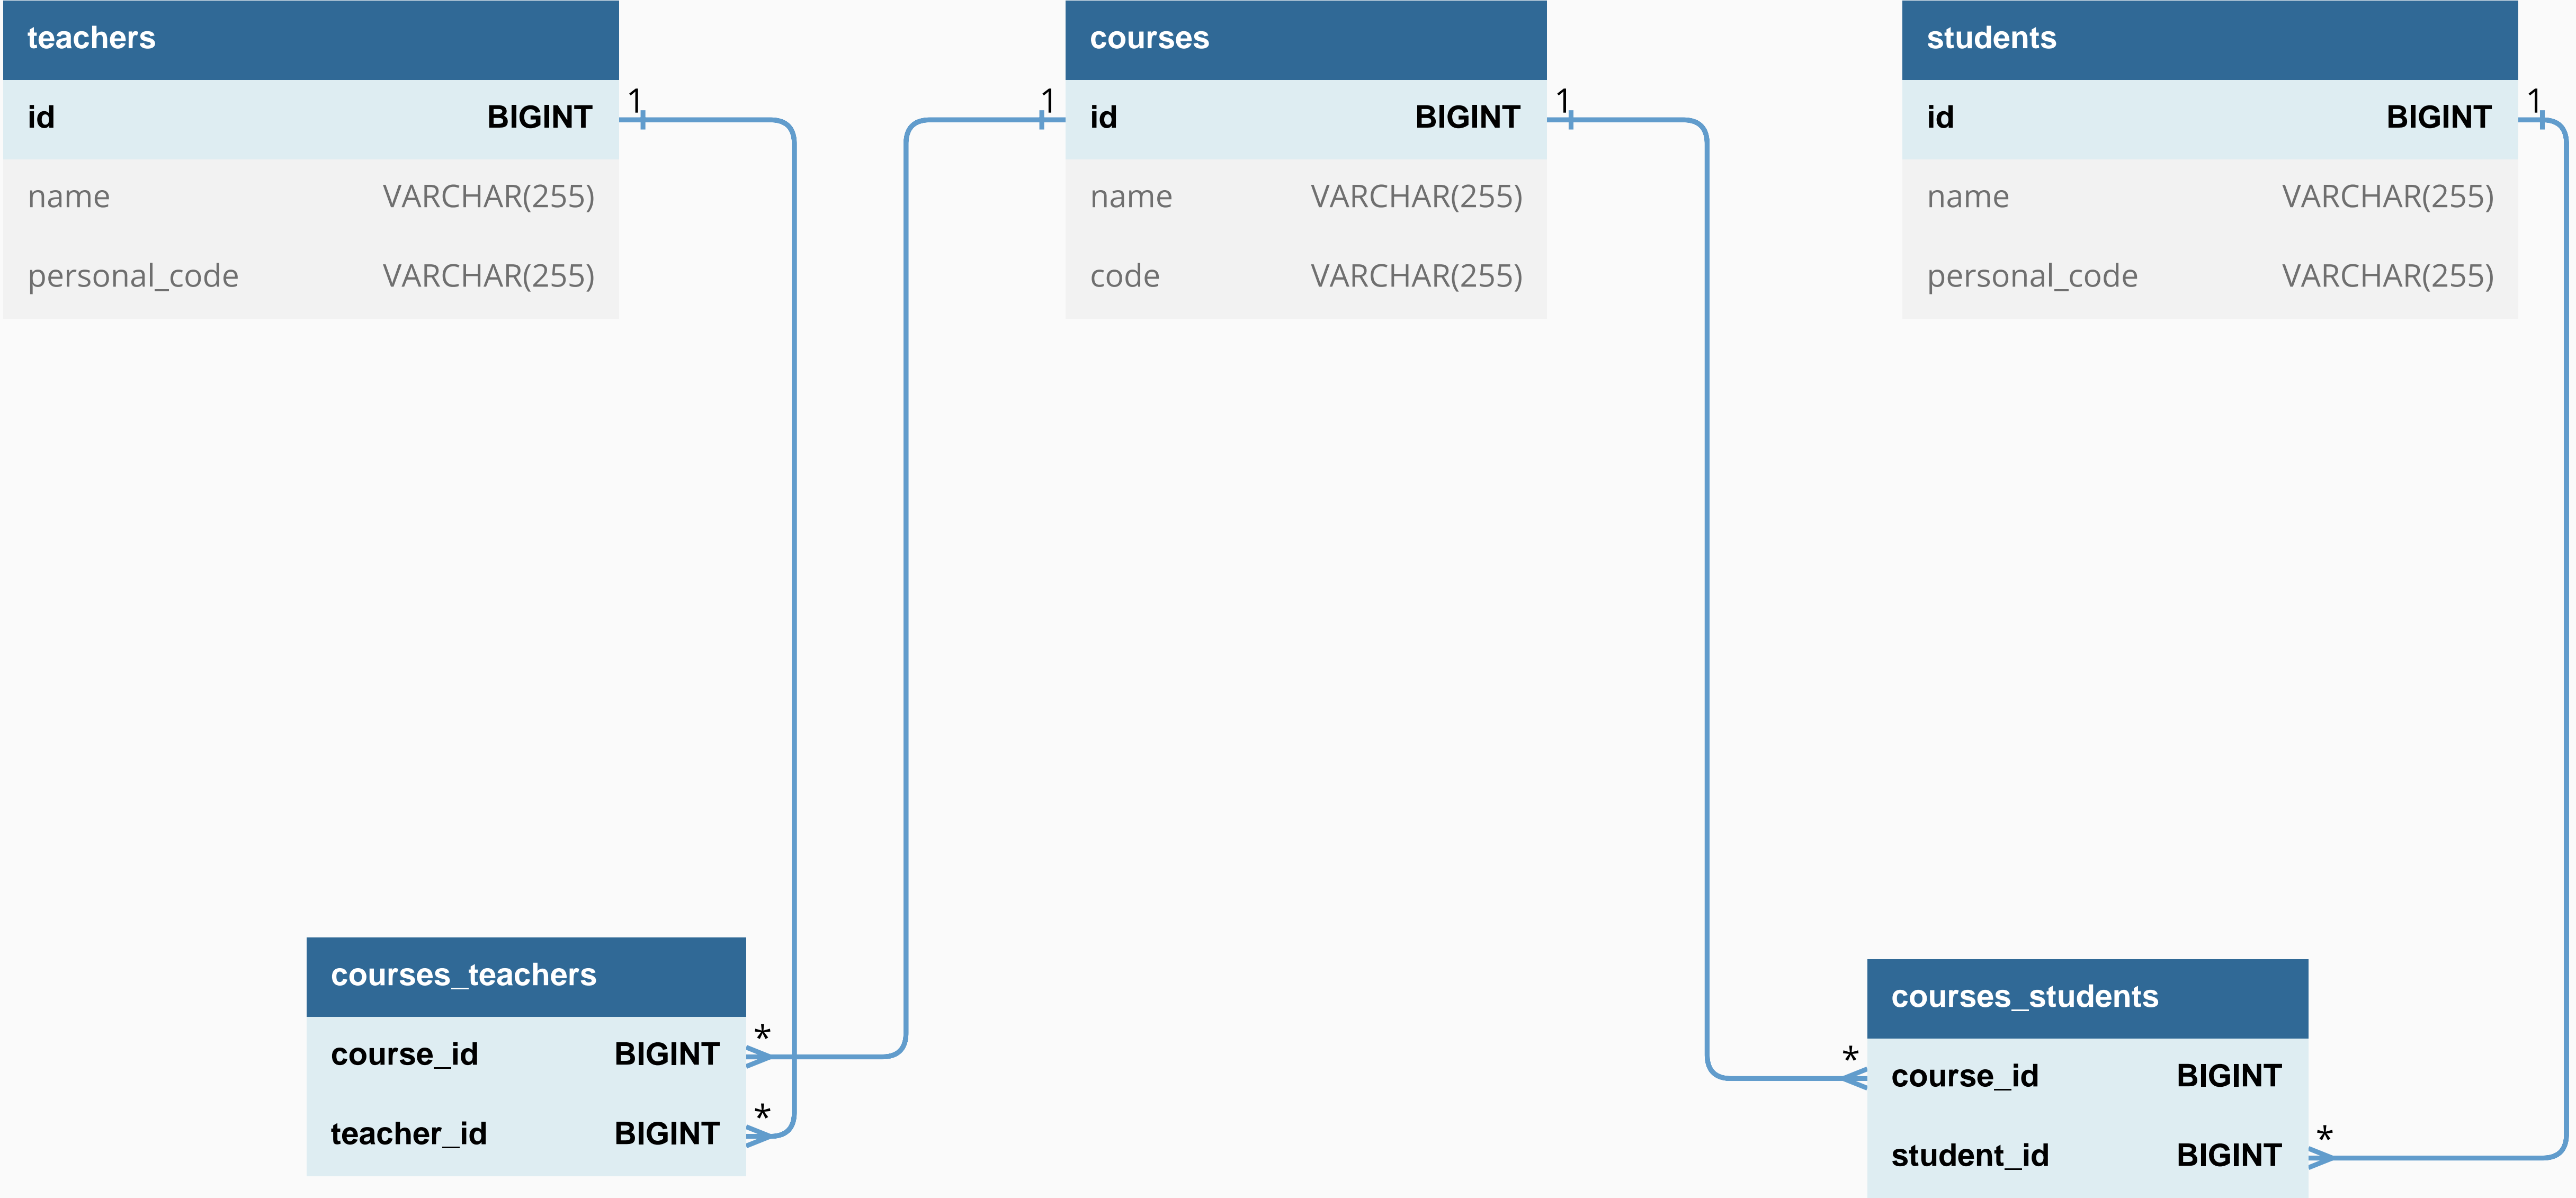 teachers
id BIGINT
name VARCHAR(255)
personal_code VARCHAR(255)
1
1
courses
id BIGINT
name VARCHAR(255)
code VARCHAR(255)
1
students
id BIGINT
name VARCHAR(255)
personal_code VARCHAR(255)
1
courses_teachers
course_id BIGINT *
teacher_id BIGINT *
courses_students
* course_id BIGINT
student_id BIGINT *